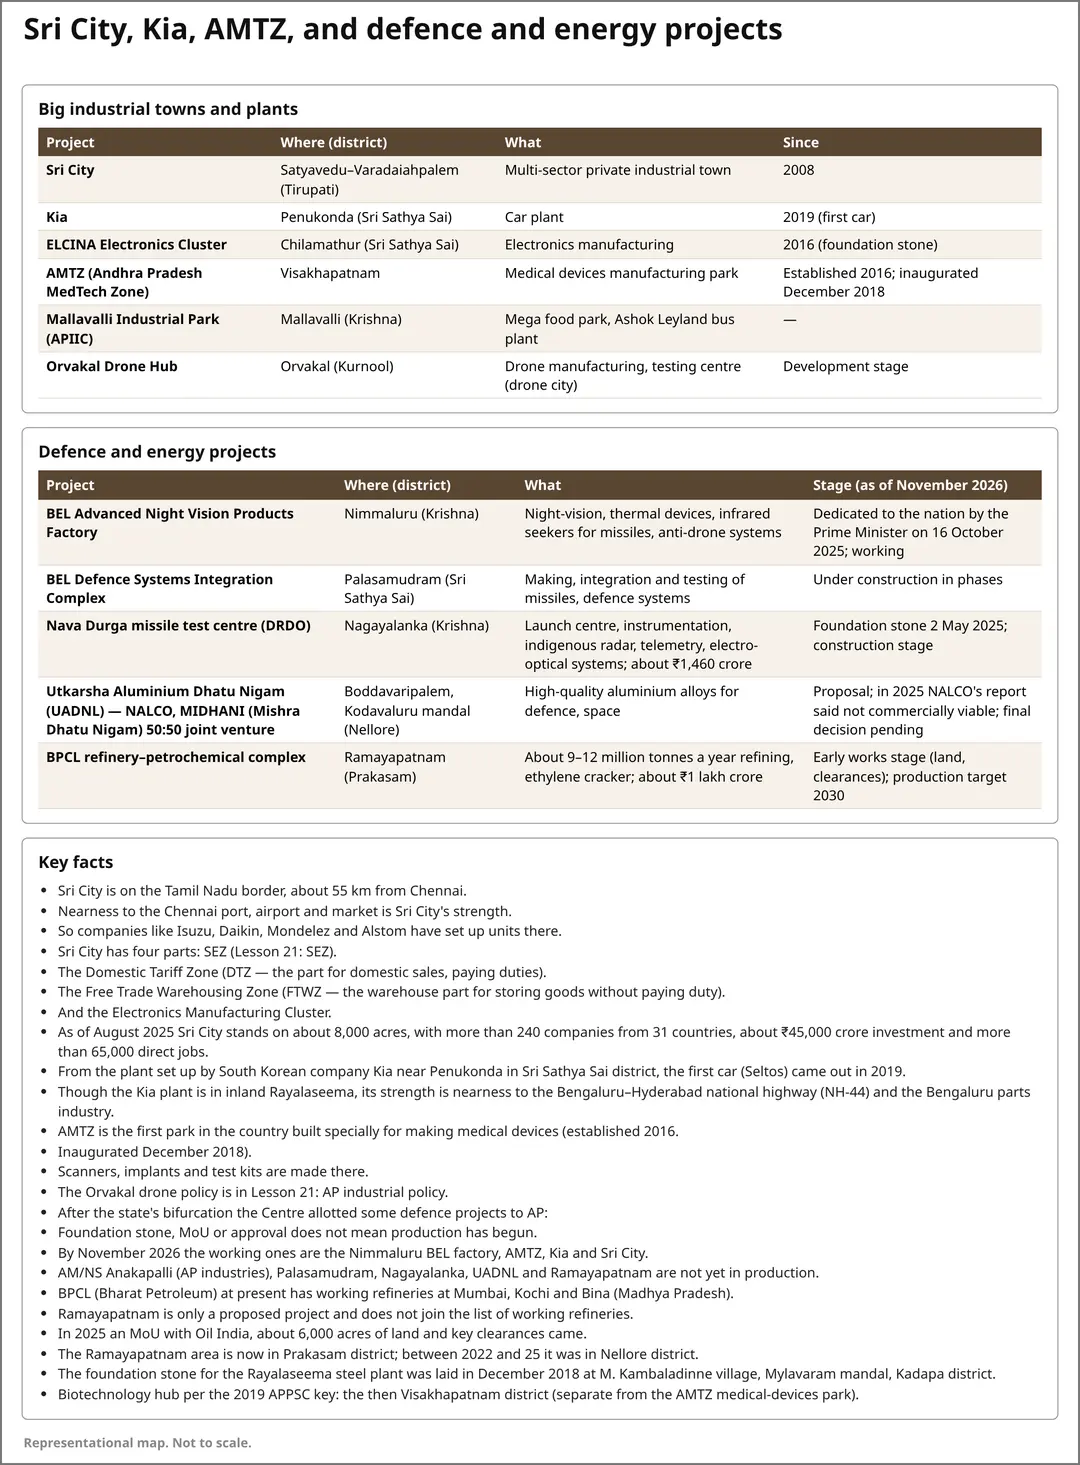 Sri City, Kia, AMTZ, and defence and energy projects
Big industrial towns and plants
Project Where (district) What Since
Sri City Satyavedu–Varadaiahpalem (Tirupati) Multi-sector private industrial town 2008
Kia Penukonda (Sri Sathya Sai) Car plant 2019 (first car)
ELCINA Electronics Cluster Chilamathur (Sri Sathya Sai) Electronics manufacturing 2016 (foundation stone)
AMTZ (Andhra Pradesh MedTech Zone) Visakhapatnam Medical devices manufacturing park Established 2016; inaugurated December 2018
Mallavalli Industrial Park (APIIC) Mallavalli (Krishna) Mega food park, Ashok Leyland bus plant —
Orvakal Drone Hub Orvakal (Kurnool) Drone manufacturing, testing centre (drone city) Development stage
Defence and energy projects
Project Where (district) What Stage (as of November 2026)
BEL Advanced Night Vision Products Factory Nimmaluru (Krishna) Night-vision, thermal devices, infrared seekers for missiles, anti-drone systems Dedicated to the nation by the Prime Minister on 16 October 2025; working
BEL Defence Systems Integration Complex Palasamudram (Sri Sathya Sai) Making, integration and testing of missiles, defence systems Under construction in phases
Nava Durga missile test centre (DRDO) Nagayalanka (Krishna) Launch centre, instrumentation, indigenous radar, telemetry, electro-optical systems; about ₹1,460 crore Foundation stone 2 May 2025; construction stage
Utkarsha Aluminium Dhatu Nigam (UADNL) — NALCO, MIDHANI (Mishra Dhatu Nigam) 50:50 joint venture Boddavaripalem, Kodavaluru mandal (Nellore) High-quality aluminium alloys for defence, space Proposal; in 2025 NALCO's report said not commercially viable; final decision pending
BPCL refinery–petrochemical complex Ramayapatnam (Prakasam) About 9–12 million tonnes a year refining, ethylene cracker; about ₹1 lakh crore Early works stage (land, clearances); production target 2030
Key facts
• Sri City is on the Tamil Nadu border, about 55 km from Chennai.
• Nearness to the Chennai port, airport and market is Sri City's strength.
• So companies like Isuzu, Daikin, Mondelez and Alstom have set up units there.
• Sri City has four parts: SEZ (Lesson 21: SEZ).
• The Domestic Tariff Zone (DTZ — the part for domestic sales, paying duties).
• The Free Trade Warehousing Zone (FTWZ — the warehouse part for storing goods without paying duty).
• And the Electronics Manufacturing Cluster.
• As of August 2025 Sri City stands on about 8,000 acres, with more than 240 companies from 31 countries, about ₹45,000 crore investment and more
than 65,000 direct jobs.
• From the plant set up by South Korean company Kia near Penukonda in Sri Sathya Sai district, the first car (Seltos) came out in 2019.
• Though the Kia plant is in inland Rayalaseema, its strength is nearness to the Bengaluru–Hyderabad national highway (NH-44) and the Bengaluru parts
industry.
• AMTZ is the first park in the country built specially for making medical devices (established 2016.
• Inaugurated December 2018).
• Scanners, implants and test kits are made there.
• The Orvakal drone policy is in Lesson 21: AP industrial policy.
• After the state's bifurcation the Centre allotted some defence projects to AP:
• Foundation stone, MoU or approval does not mean production has begun.
• By November 2026 the working ones are the Nimmaluru BEL factory, AMTZ, Kia and Sri City.
• AM/NS Anakapalli (AP industries), Palasamudram, Nagayalanka, UADNL and Ramayapatnam are not yet in production.
• BPCL (Bharat Petroleum) at present has working refineries at Mumbai, Kochi and Bina (Madhya Pradesh).
• Ramayapatnam is only a proposed project and does not join the list of working refineries.
• In 2025 an MoU with Oil India, about 6,000 acres of land and key clearances came.
• The Ramayapatnam area is now in Prakasam district; between 2022 and 25 it was in Nellore district.
• The foundation stone for the Rayalaseema steel plant was laid in December 2018 at M. Kambaladinne village, Mylavaram mandal, Kadapa district.
• Biotechnology hub per the 2019 APPSC key: the then Visakhapatnam district (separate from the AMTZ medical-devices park).
Representational map. Not to scale.